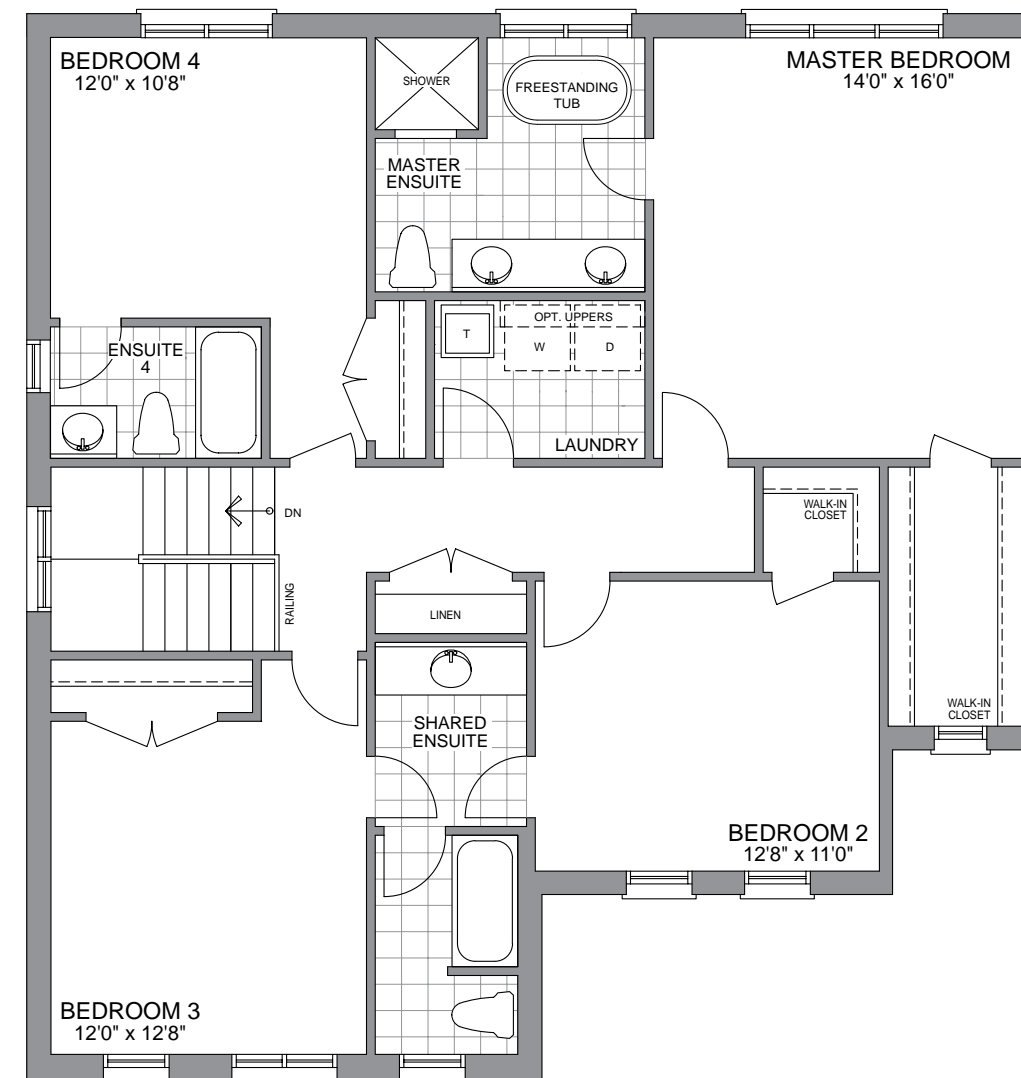 BEDROOM 4
12'0" x 10'8"
SHOWER
FREESTANDING
TUB
MASTER BEDROOM
14'0" x 16'0"
MASTER
ENSUITE
ENSUITE
4
T
OPT. UPPERS
W
D
LAUNDRY
DN
RAILING
LINEN
WALK-IN
CLOSET
WALK-IN
CLOSET
SHARED
ENSUITE
BEDROOM 2
12'8" x 11'0"
BEDROOM 3
12'0" x 12'8"